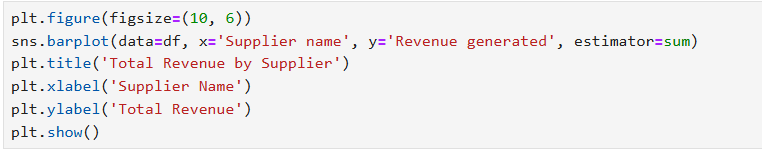 plt.figure(figsize=(10, 6))
sns.barplot(data=df, x='Supplier name', y='Revenue generated', estimator=sum)
plt.title('Total Revenue by Supplier')
plt.xlabel('Supplier Name')
plt.ylabel('Total Revenue')
plt.show()